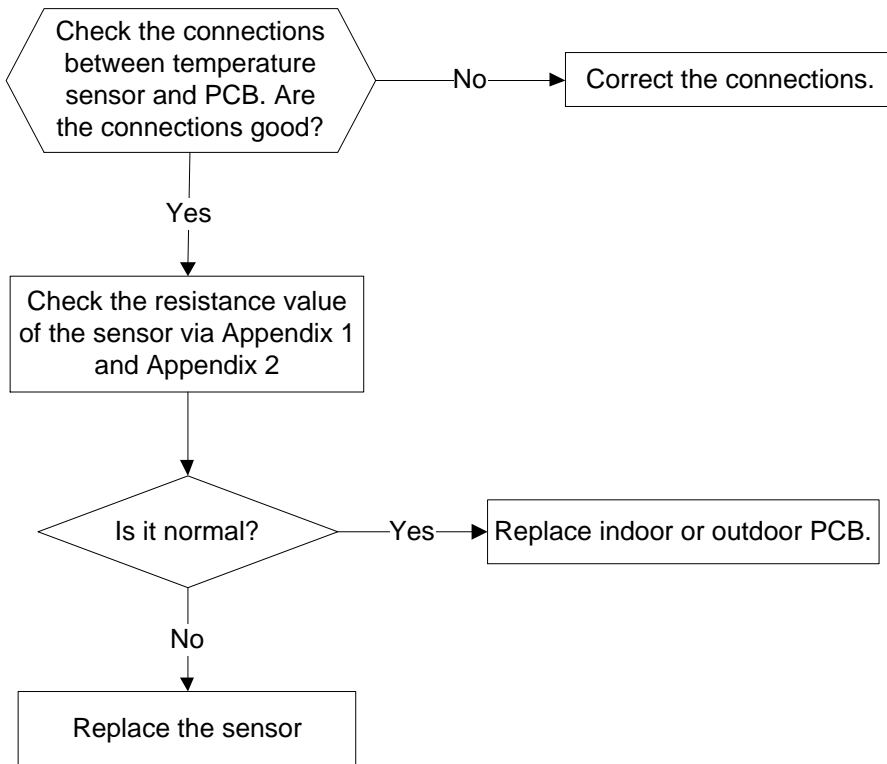 Check the connections
between temperature
sensor and PCB. Are
the connections good?
No
Correct the connections.
Yes
Check the resistance value
of the sensor via Appendix 1
and Appendix 2
Is it normal?
Yes
Replace indoor or outdoor PCB.
No
Replace the sensor